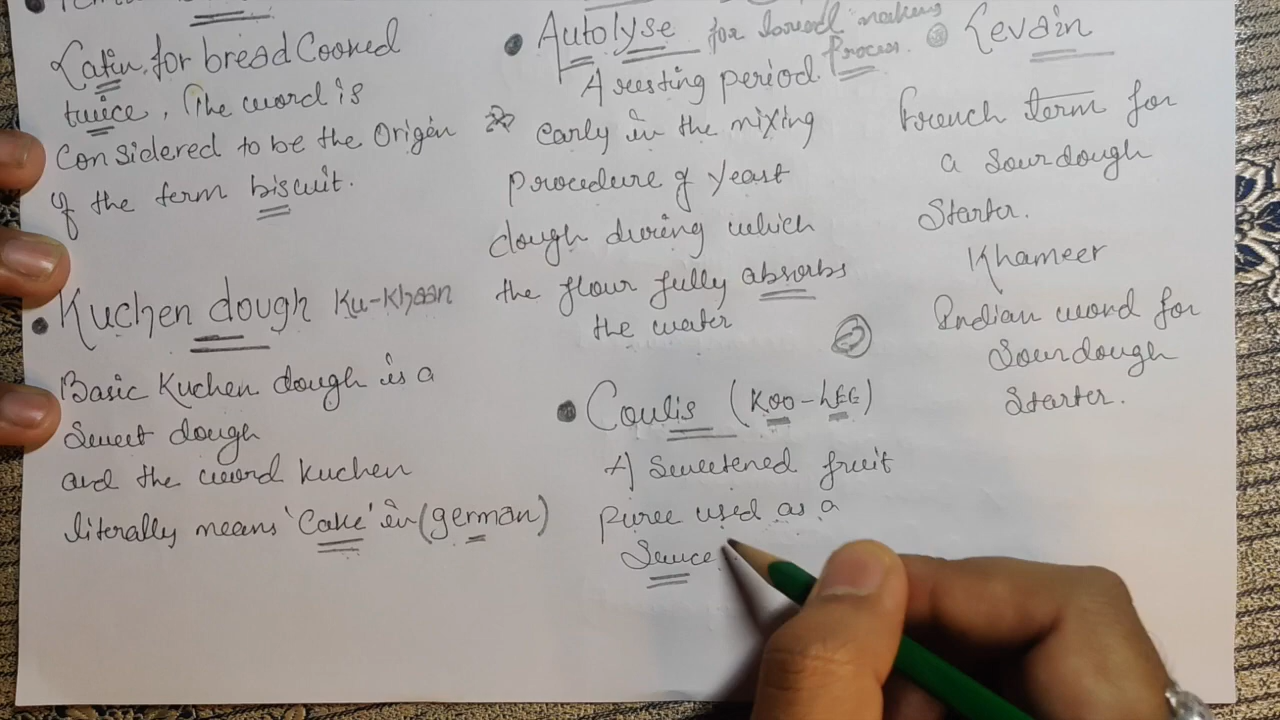 Latin for bread Cooked
twice. The word is
Considered to be the Origin
of the term biscuit.
Kuchen dough Ku-Khaan
Basic Kuchen dough is a
Sweet dough
and the word kuchen
literally means 'Cake' in (german)
Autolyse for bread making
Process.
A resting period
early in the mixing
Procedure of yeast
dough during which
the flour fully absorbs
the water
Coulis (Koo-LEE)
A Sweetened fruit
Puree used as a
Sauce
Levain
French term for
a Sourdough
Starter.
Khameer
Indian word for
Sourdough
Starter.